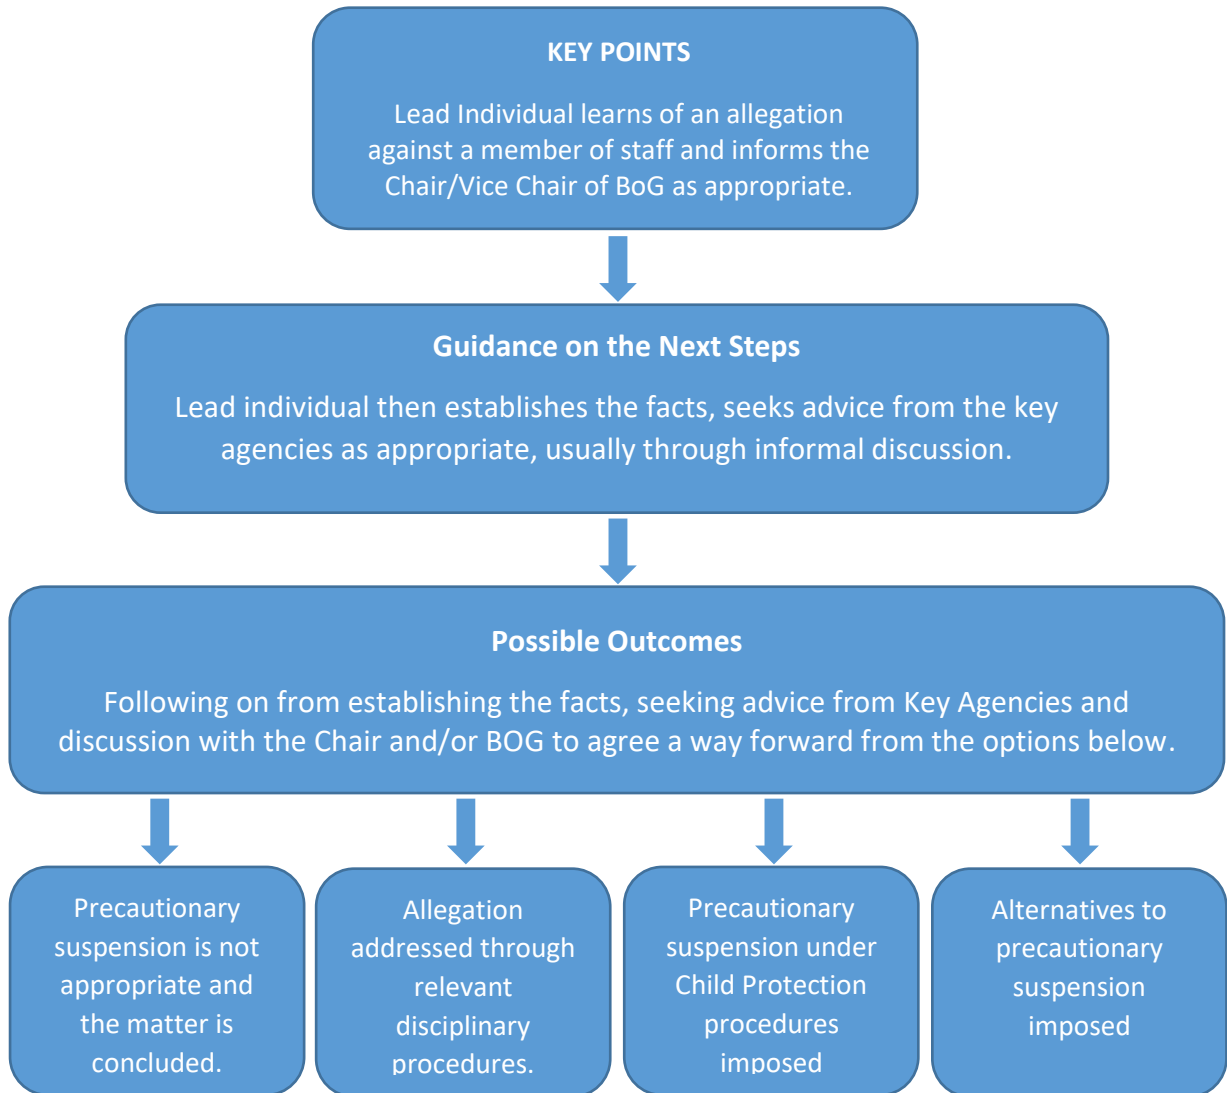 KEY POINTS
Lead Individual learns of an allegation
against a member of staff and informs the
Chair/Vice Chair of BoG as appropriate.
Guidance on the Next Steps
Lead individual then establishes the facts, seeks advice from the key
agencies as appropriate, usually through informal discussion.
Possible Outcomes
Following on from establishing the facts, seeking advice from Key Agencies and
discussion with the Chair and/or BOG to agree a way forward from the options below.
Precautionary
suspension is not
appropriate and
the matter is
concluded.
Allegation
addressed through
relevant
disciplinary
procedures.
Precautionary
suspension under
Child Protection
procedures
imposed
Alternatives to
precautionary
suspension
imposed